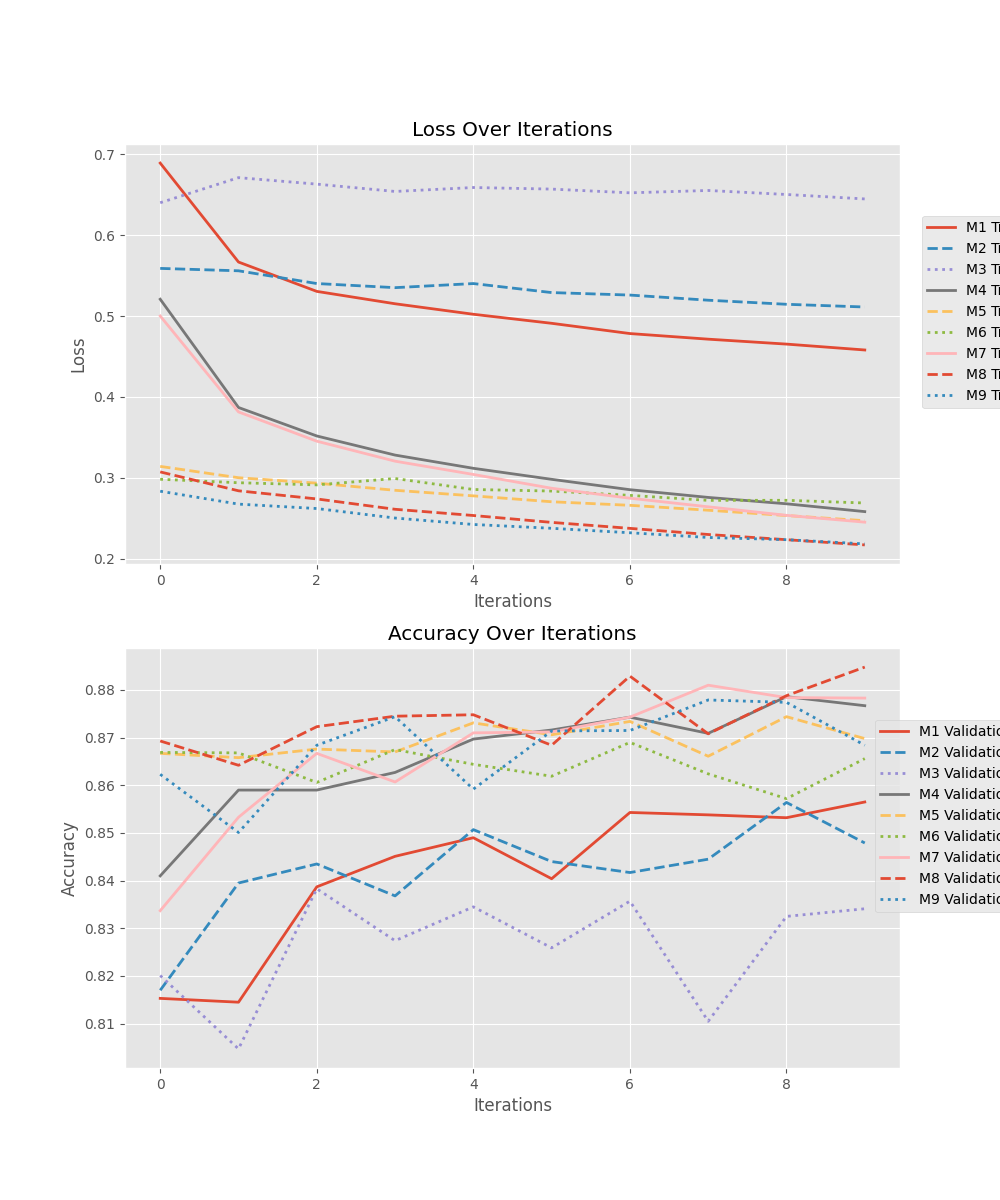 Loss Over Iterations
0.7
0.6
0.5
0.4
0.3
0.2
Loss
0 2 4 6 8
Iterations
M1 Tr
M2 Tr
M3 Tr
M4 Tr
M5 Tr
M6 Tr
M7 Tr
M8 Tr
M9 Tr
Accuracy Over Iterations
0.88
0.87
0.86
0.85
0.84
0.83
0.82
0.81
Accuracy
0 2 4 6 8
Iterations
M1 Validatio
M2 Validatio
M3 Validatio
M4 Validatio
M5 Validatio
M6 Validatio
M7 Validatio
M8 Validatio
M9 Validatio